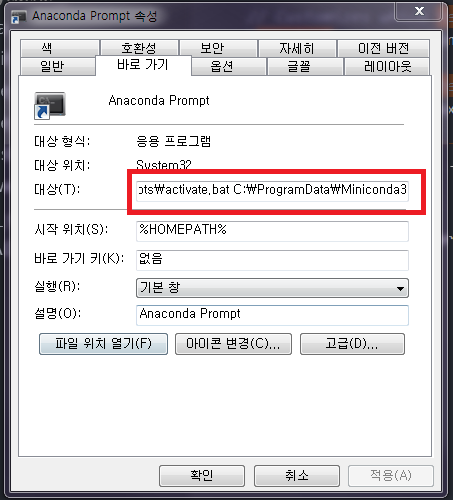 Anaconda Prompt 속성
색 호환성 보안 자세히 이전 버전
일반 바로 가기 옵션 글꼴 레이아웃
Anaconda Prompt
대상 형식: 응용 프로그램
대상 위치: System32
대상(T): ots₩activate.bat C:₩ProgramData₩Miniconda3
시작 위치(S): %HOMEPATH%
바로 가기 키(K): 없음
실행(R): 기본 창
설명(O): Anaconda Prompt
파일 위치 열기(F) 아이콘 변경(C)... 고급(D)...
확인 취소 적용(A)